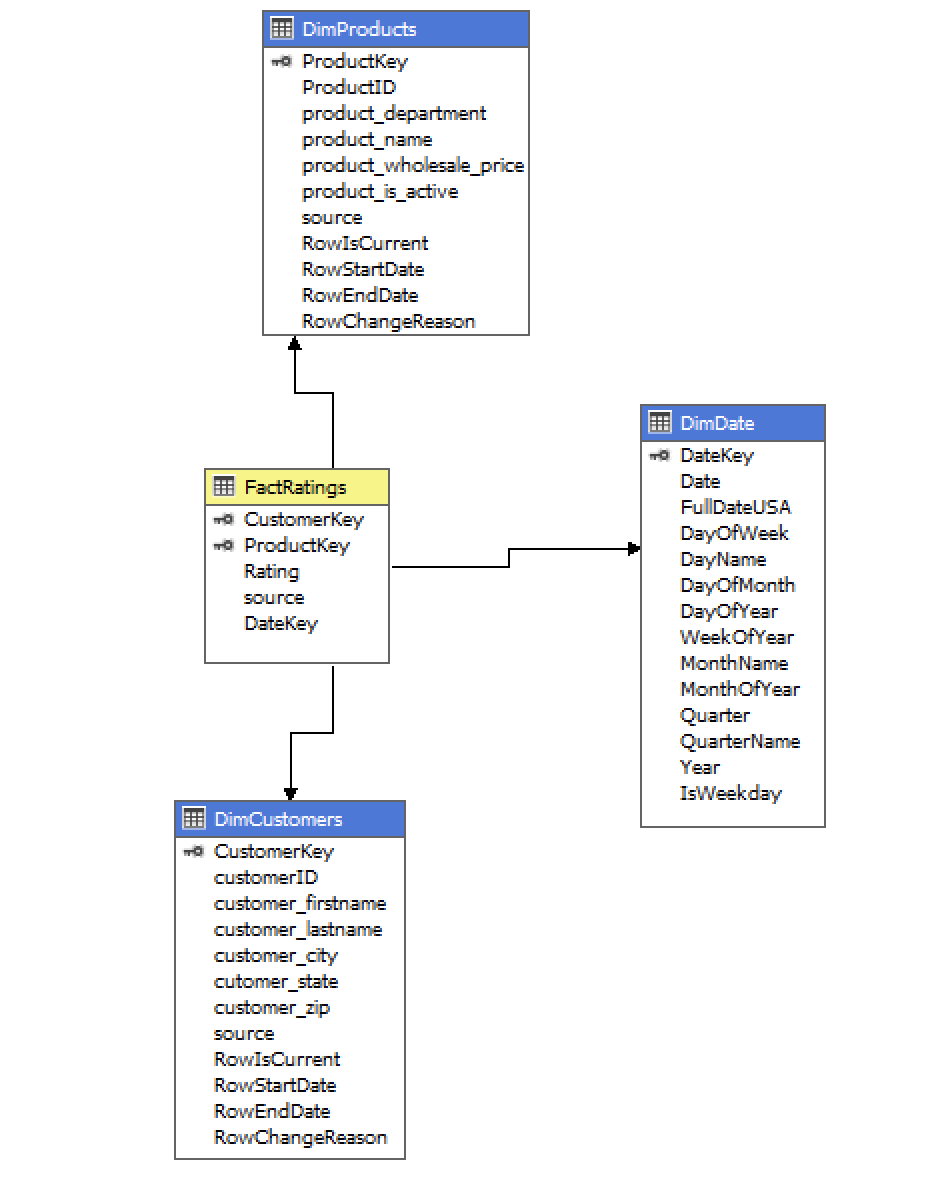 DimProducts
ProductKey
ProductID
product_department
product_name
product_wholesale_price
product_is_active
source
RowIsCurrent
RowStartDate
RowEndDate
RowChangeReason
FactRatings
CustomerKey
ProductKey
Rating
source
DateKey
DimDate
DateKey
Date
FullDateUSA
DayOfWeek
DayName
DayOfMonth
DayOfYear
WeekOfYear
MonthName
MonthOfYear
Quarter
QuarterName
Year
IsWeekday
DimCustomers
CustomerKey
customerID
customer_firstname
customer_lastname
customer_city
cutomer_state
customer_zip
source
RowIsCurrent
RowStartDate
RowEndDate
RowChangeReason